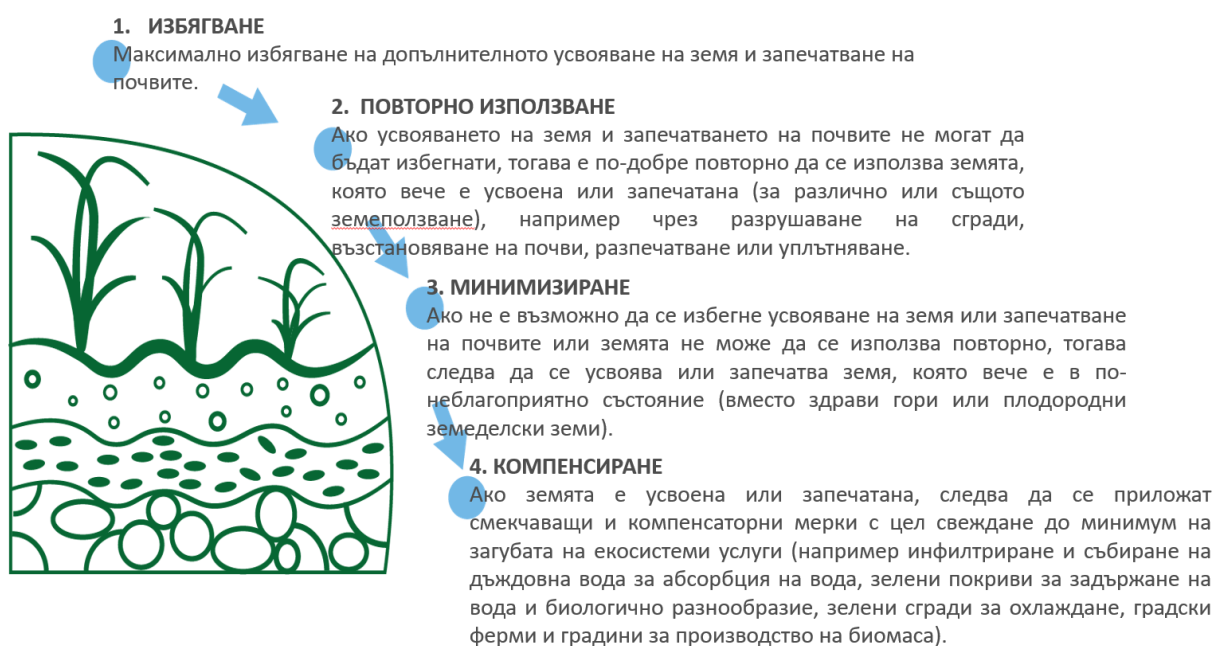 1. ИЗБЯГВАНЕ
Максимално избягване на допълнителното усвояване на земя и запечатване на
почвите.
2. ПОВТОРНО ИЗПОЛЗВАНЕ
Ако усвояването на земя и запечатването на почвите не могат да
бъдат избегнати, тогава е по-добре повторно да се използва земята,
която вече е усвоена или запечатана (за различно или същото
земеползване), например чрез разрушаване на сгради,
възстановяване на почви, разпечатване или уплътняване.
3. МИНИМИЗИРАНЕ
Ако не е възможно да се избегне усвояване на земя или запечатване
на почвите или земята не може да се използва повторно, тогава
следва да се усвоява или запечатва земя, която вече е в по-
неблагоприятно състояние (вместо здрави гори или плодородни
земеделски земи).
4. КОМПЕНСИРАНЕ
Ако земята е усвоена или запечатана, следва да се приложат
смекчаващи и компенсаторни мерки с цел свеждане до минимум на
загубата на екосистеми услуги (например инфилтриране и събиране на
дъждовна вода за абсорбция на вода, зелени покриви за задържане на
вода и биологично разнообразие, зелени сгради за охлаждане, градски
ферми и градини за производство на биомаса).